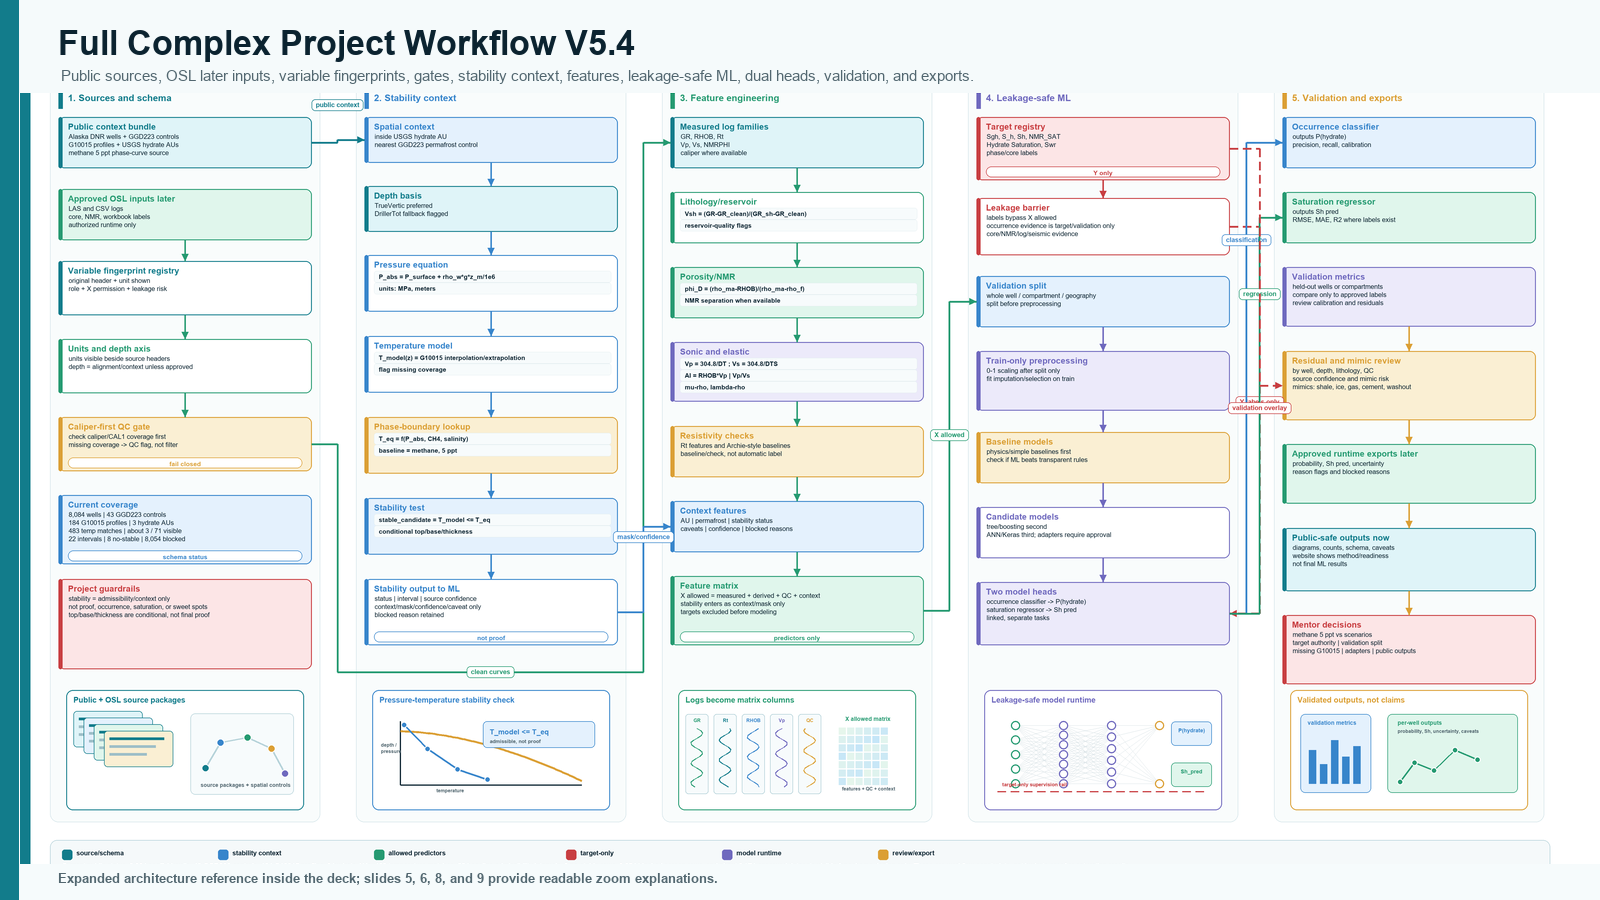 Full Complex Project Workflow V5.4
Public sources, OSL later inputs, variable fingerprints, gates, stability context, features, leakage-safe ML, dual heads, validation, and exports.
1. Sources and schema
public context
Public context bundle
Alaska DNR wells + GGD223 controls
G10015 profiles + USGS hydrate AUs
methane 5 ppt phase-curve source
Approved OSL inputs later
LAS and CSV logs
core, NMR, workbook labels
authorized runtime only
Variable fingerprint registry
original header + unit shown
role + X permission + leakage risk
Units and depth axis
units visible beside source headers
depth = alignment/context unless approved
Caliper-first QC gate
check caliper/CAL1 coverage first
missing coverage -> QC flag, not filter
fail closed
Current coverage
8,084 wells | 43 GGD223 controls
184 G10015 profiles | 3 hydrate AUs
483 temp matches | about 3 / 71 visible
22 intervals | 8 no-stable | 8,054 blocked
schema status
Project guardrails
stability = admissibility/context only
not proof, occurrence, saturation, or sweet spots
top/base/thickness are conditional, not final proof
Public + OSL source packages
source packages + spatial controls
2. Stability context
Spatial context
inside USGS hydrate AU
nearest GGD223 permafrost control
Depth basis
TrueVertic preferred
DrillerTot fallback flagged
Pressure equation
P_abs = P_surface + rho_w*g*z_m/1e6
units: MPa, meters
Temperature model
T_model(z) = G10015 interpolation/extrapolation
flag missing coverage
Phase-boundary lookup
T_eq = f(P_abs, CH4, salinity)
baseline = methane, 5 ppt
Stability test
stable_candidate = T_model <= T_eq
conditional top/base/thickness
mask/confidence
Stability output to ML
status | interval | source confidence
context/mask/confidence/caveat only
blocked reason retained
not proof
clean curves
Pressure-temperature stability check
T_model <= T_eq
admissible, not proof
depth /
pressure
temperature
3. Feature engineering
Measured log families
GR, RHOB, Rt
Vp, Vs, NMRPHI
caliper where available
Lithology/reservoir
Vsh = (GR-GR_clean)/(GR_sh-GR_clean)
reservoir-quality flags
Porosity/NMR
phi_D = (rho_ma-RHOB)/(rho_ma-rho_f)
NMR separation when available
Sonic and elastic
Vp = 304.8/DT ; Vs = 304.8/DTS
AI = RHOB*Vp | Vp/Vs
mu-rho, lambda-rho
Resistivity checks
Rt features and Archie-style baselines
baseline/check, not automatic label
Context features
AU | permafrost | stability status
caveats | confidence | blocked reasons
Feature matrix
X allowed = measured + derived + QC + context
stability enters as context/mask only
targets excluded before modeling
predictors only
X allowed
Logs become matrix columns
GR Rt RHOB Vp QC
X allowed matrix
features + QC + context
4. Leakage-safe ML
Target registry
Sgh, S_h, Sh, NMR_SAT
Hydrate Saturation, Swr
phase/core labels
Y only
Leakage barrier
labels bypass X allowed
occurrence evidence is target/validation only
core/NMR/log/seismic evidence
classification
Validation split
whole well / compartment / geography
split before preprocessing
regression
Train-only preprocessing
0-1 scaling after split only
fit imputation/selection on train
validation overlay
Baseline models
physics/simple baselines first
check if ML beats transparent rules
Candidate models
tree/boosting second
ANN/Keras third; adapters require approval
Two model heads
occurrence classifier -> P(hydrate)
saturation regressor -> Sh pred
linked, separate tasks
Leakage-safe model runtime
P(hydrate)
Sh_pred
target-only supervision
5. Validation and exports
Occurrence classifier
outputs P(hydrate)
precision, recall, calibration
Saturation regressor
outputs Sh pred
RMSE, MAE, R2 where labels exist
Validation metrics
held-out wells or compartments
compare only to approved labels
review calibration and residuals
Residual and mimic review
by well, depth, lithology, QC
source confidence and mimic risk
mimics: shale, ice, gas, cement, washout
Approved runtime exports later
probability, Sh pred, uncertainty
reason flags and blocked reasons
Public-safe outputs now
diagrams, counts, schema, caveats
website shows method/readiness
not final ML results
Mentor decisions
methane 5 ppt vs scenarios
target authority | validation split
missing G10015 | adapters | public outputs
Validated outputs, not claims
validation metrics
per-well outputs
probability, Sh, uncertainty, caveats
source/schema
stability context
allowed predictors
target-only
model runtime
review/export
Expanded architecture reference inside the deck; slides 5, 6, 8, and 9 provide readable zoom explanations.